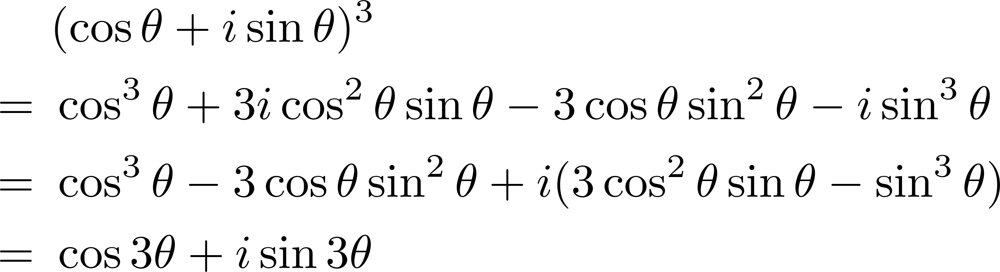 (cos θ + i sin θ)³
= cos³ θ + 3i cos² θ sin θ − 3 cos θ sin² θ − i sin³ θ
= cos³ θ − 3 cos θ sin² θ + i(3 cos² θ sin θ − sin³ θ)
= cos 3θ + i sin 3θ